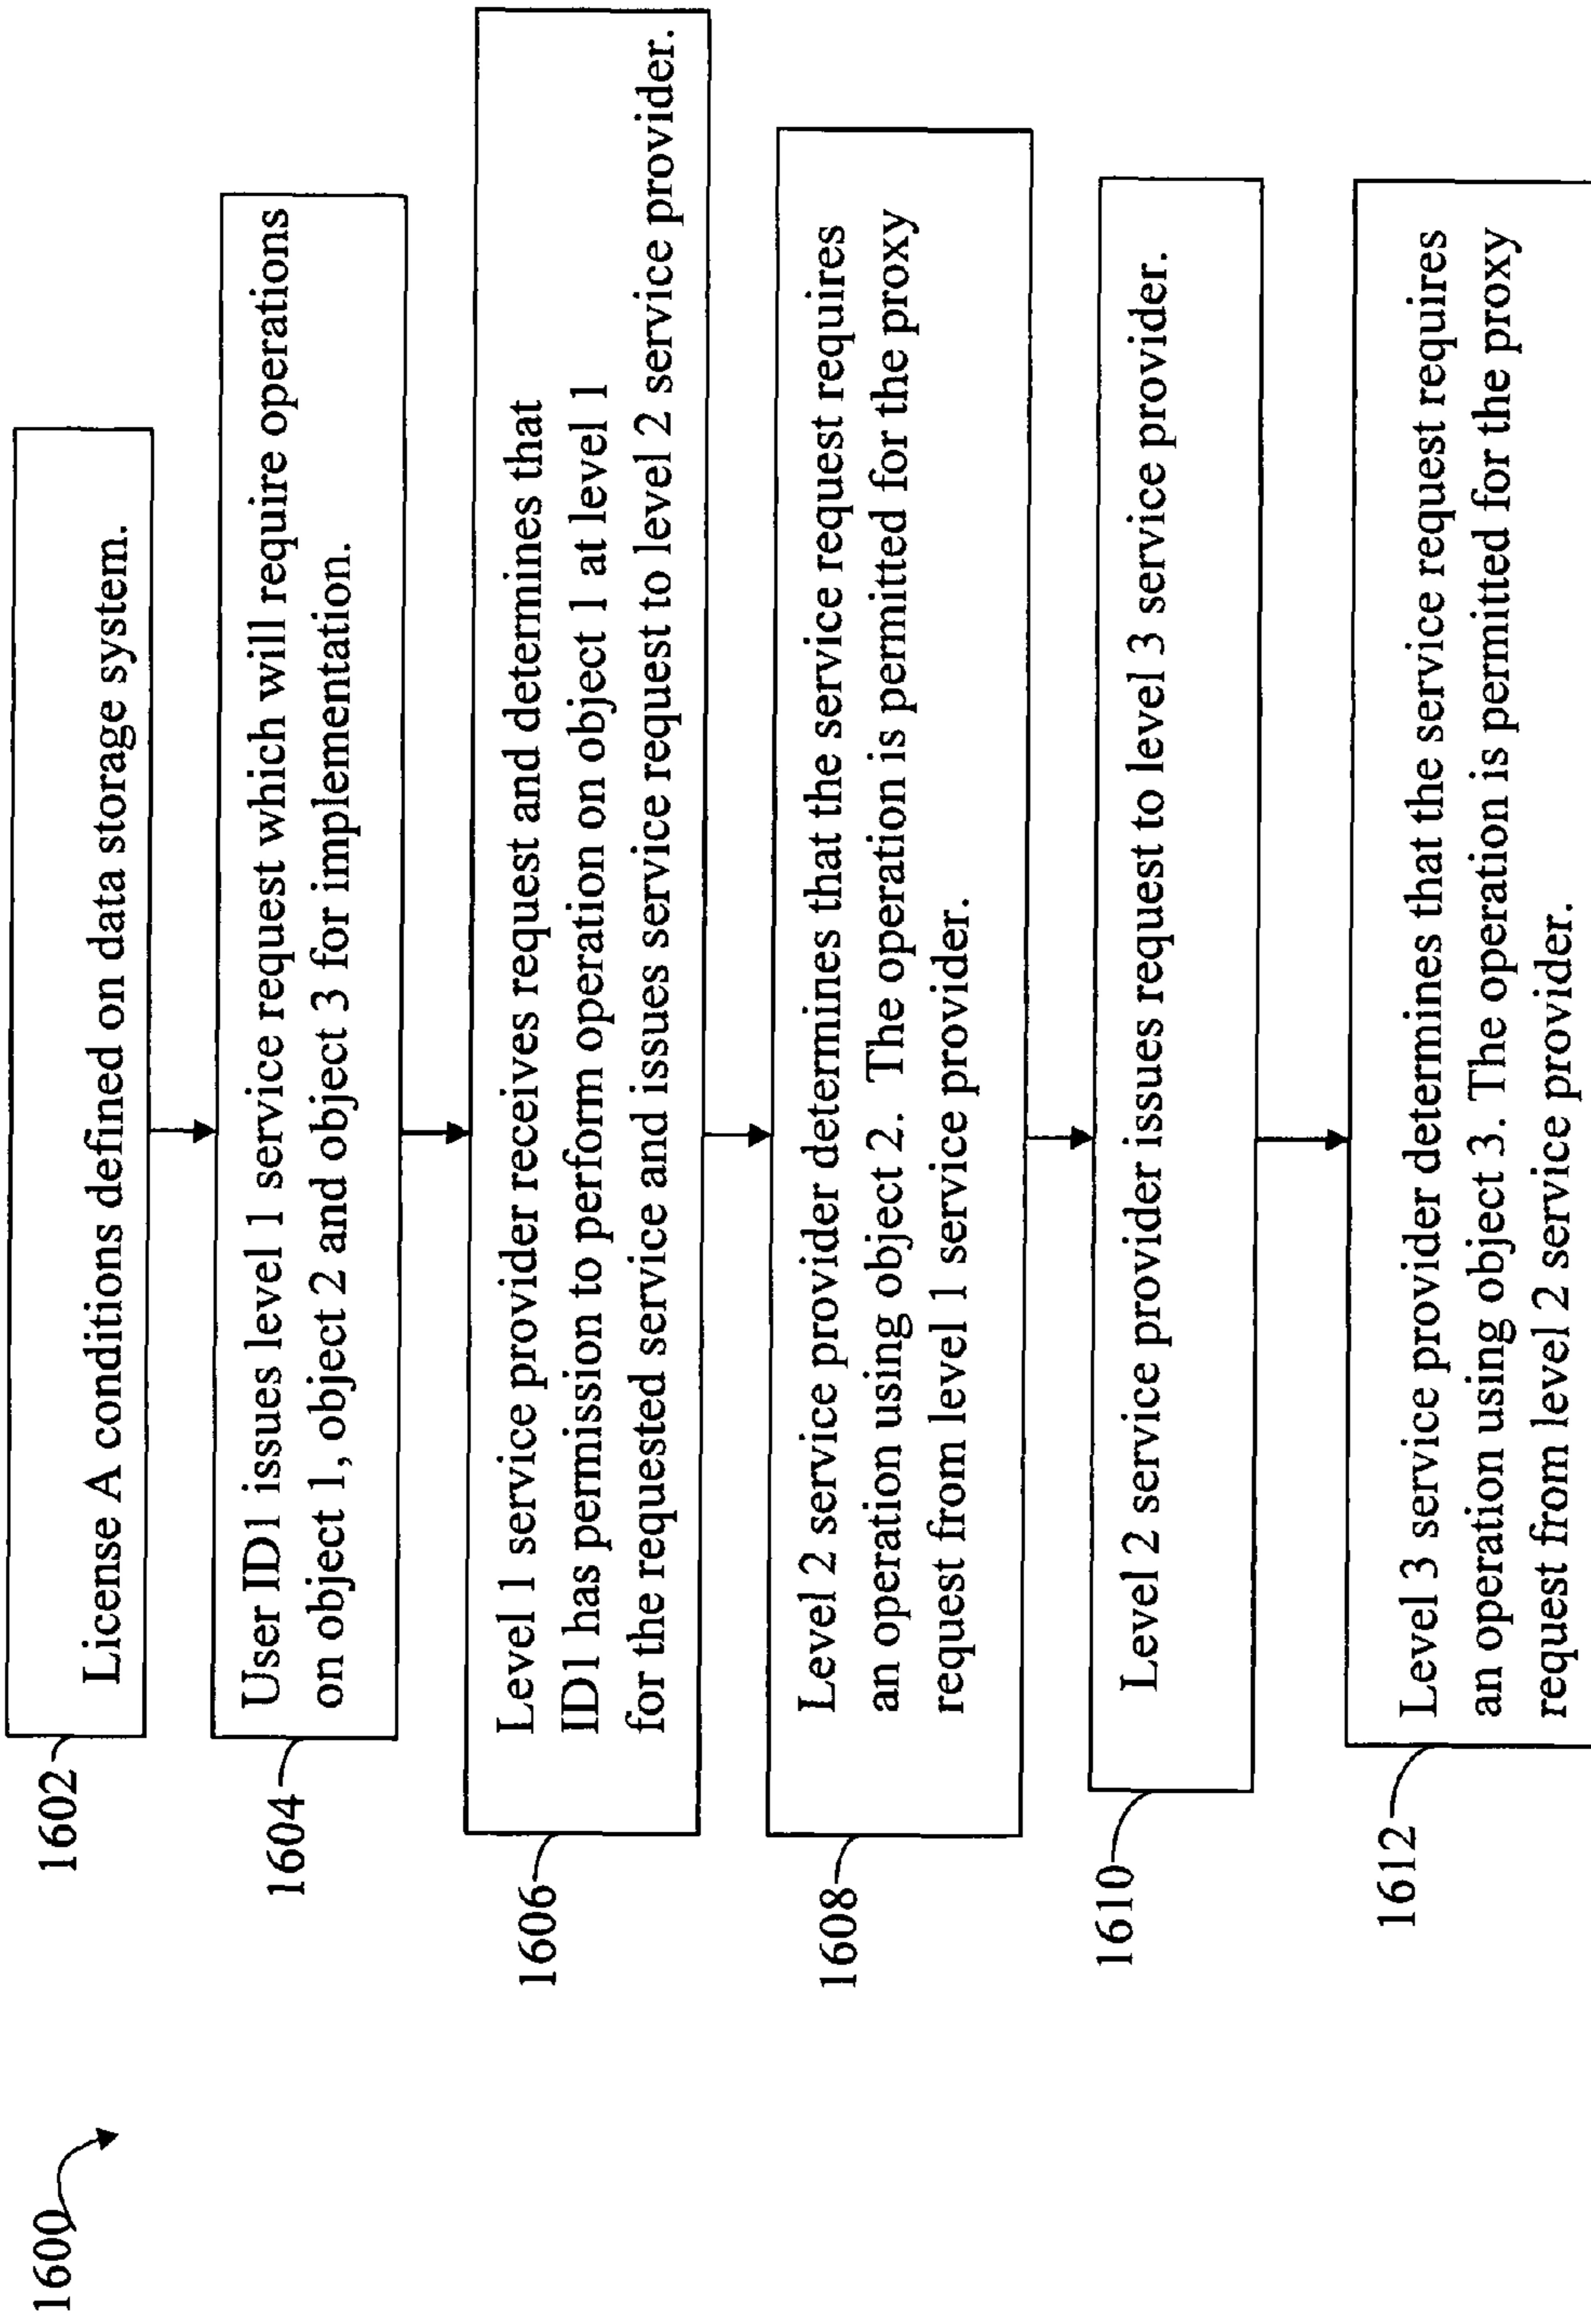 1600
1602
License A conditions defined on data storage system.
1604
User ID1 issues level 1 service request which will require operations
on object 1, object 2 and object 3 for implementation.
1606
Level 1 service provider receives request and determines that
ID1 has permission to perform operation on object 1 at level 1
for the requested service and issues service request to level 2 service provider.
1608
Level 2 service provider determines that the service request requires
an operation using object 2. The operation is permitted for the proxy
request from level 1 service provider.
1610
Level 2 service provider issues request to level 3 service provider.
1612
Level 3 service provider determines that the service request requires
an operation using object 3. The operation is permitted for the proxy
request from level 2 service provider.